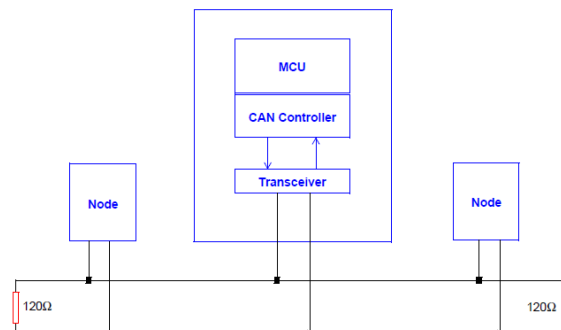 MCU
CAN Controller
Transceiver
Node
Node
120Ω
120Ω